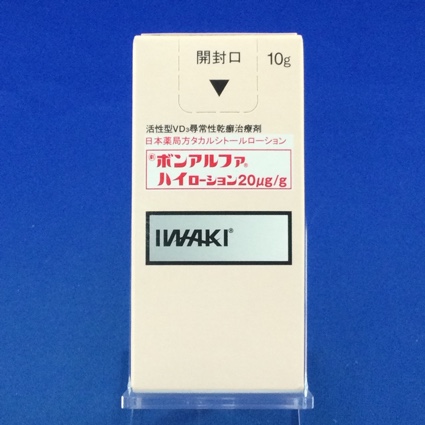 開封口
10g
▼
活性型VD₃尋常性乾癬治療剤
日本薬局方タカルシトールローション
ボンアルファ®
ハイローション20μg/g
IWAKI®